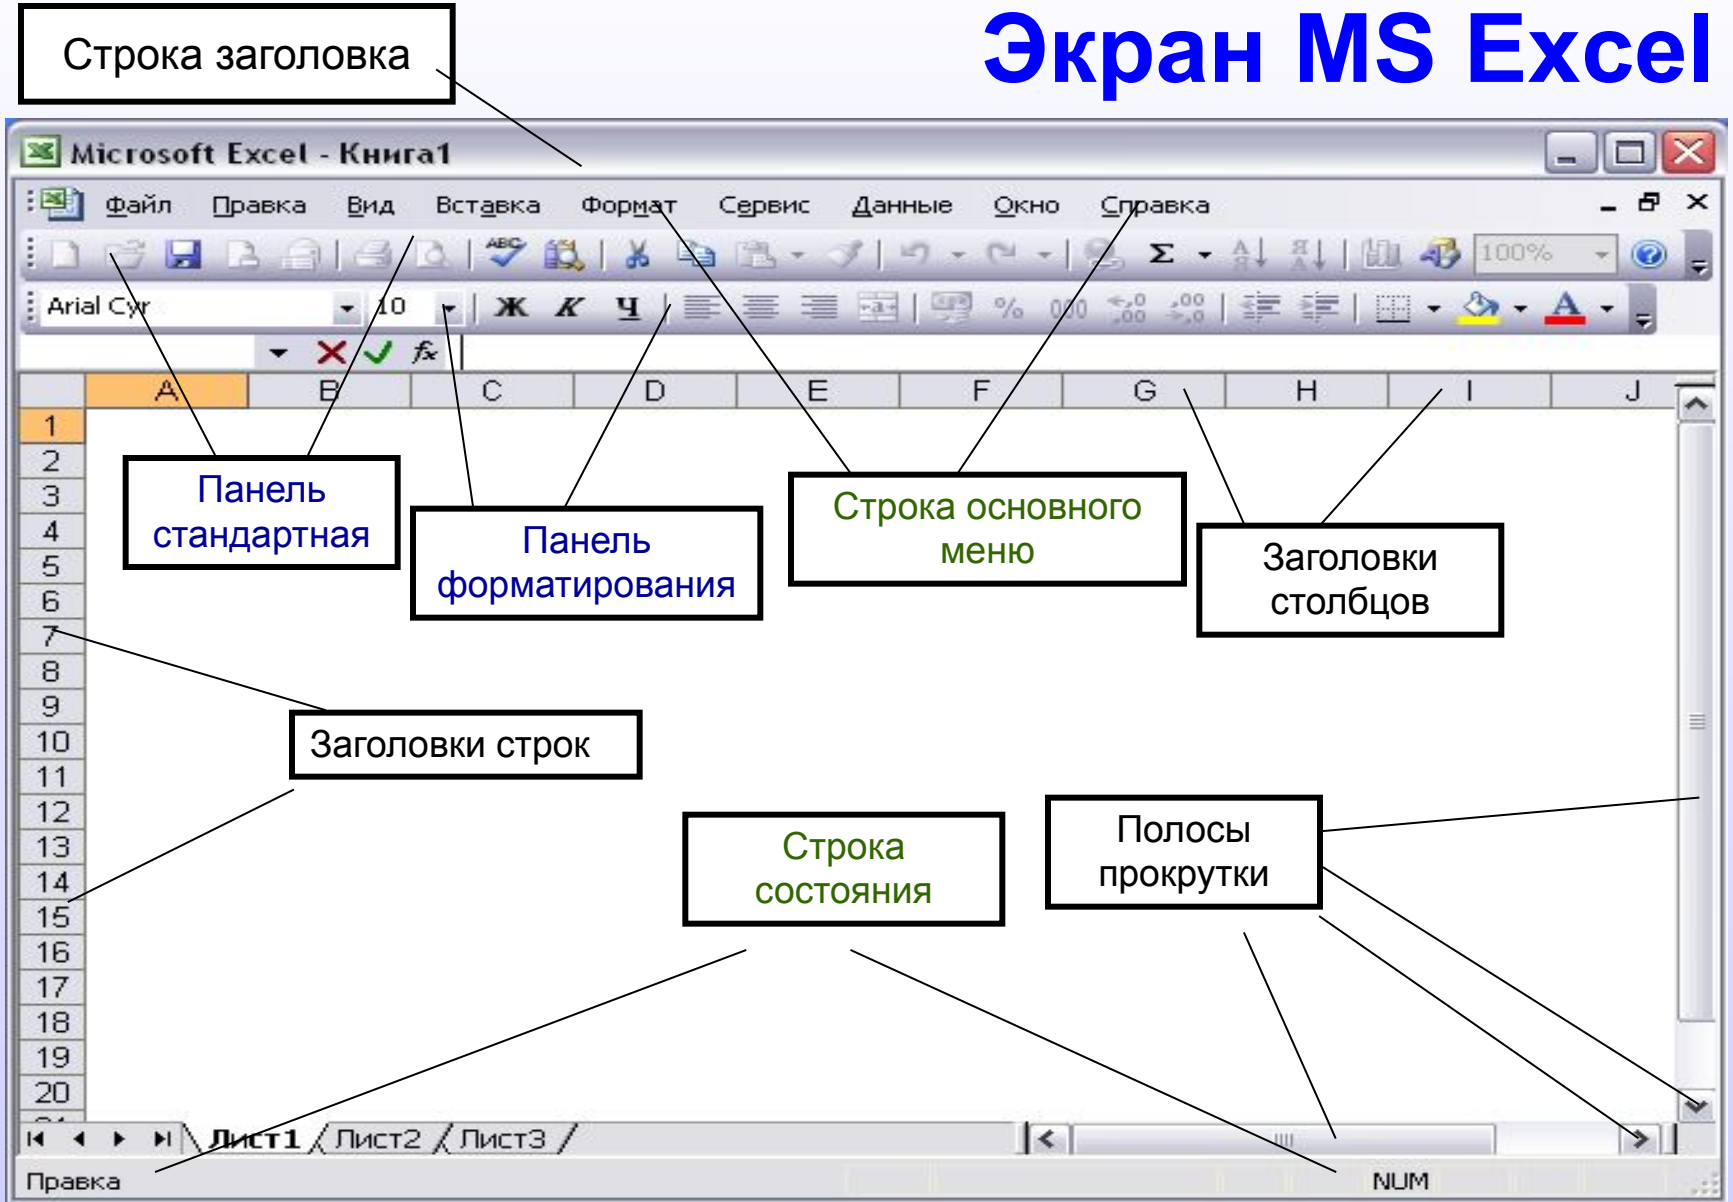 Строка заголовка
Экран MS Excel
Microsoft Excel - Книга1
Файл Правка Вид Вставка Формат Сервис Данные Окно Справка
ABC Σ 100%
Arial Cyr 10 Ж К Ч % 000 A
fx
A B C D E F G H I J
1
2
3
4
5
6
7
8
9
10
11
12
13
14
15
16
17
18
19
20
Панель
стандартная
Панель
форматирования
Строка основного
меню
Заголовки
столбцов
Заголовки строк
Строка
состояния
Полосы
прокрутки
Лист1 Лист2 Лист3
Правка NUM